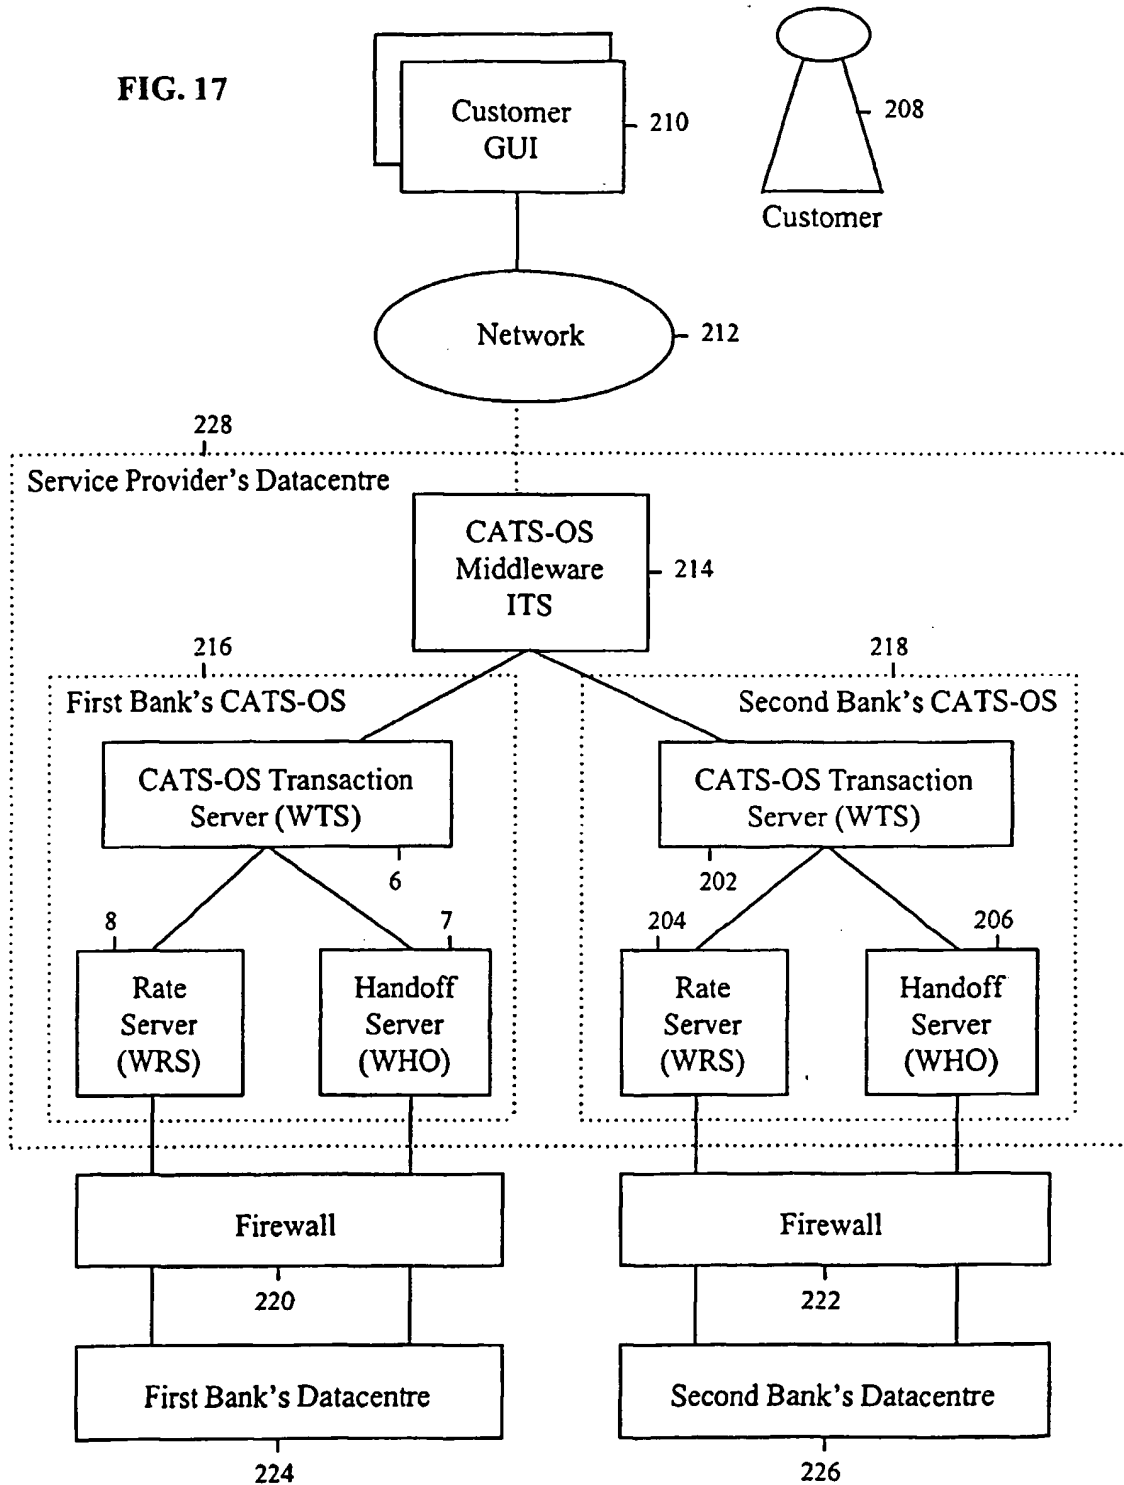 FIG. 17
Customer
GUI
210
208
Customer
Network
212
228
Service Provider's Datacentre
CATS-OS
Middleware
ITS
214
216
218
First Bank's CATS-OS
Second Bank's CATS-OS
CATS-OS Transaction
Server (WTS)
CATS-OS Transaction
Server (WTS)
6
202
8
7
204
206
Rate
Server
(WRS)
Handoff
Server
(WHO)
Rate
Server
(WRS)
Handoff
Server
(WHO)
Firewall
Firewall
220
222
First Bank's Datacentre
Second Bank's Datacentre
224
226